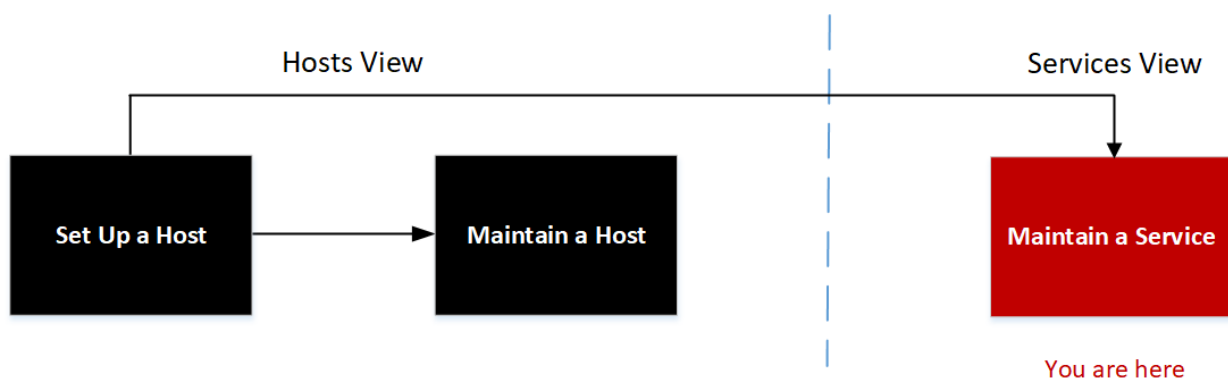 Hosts View
Services View
Set Up a Host
Maintain a Host
Maintain a Service
You are here